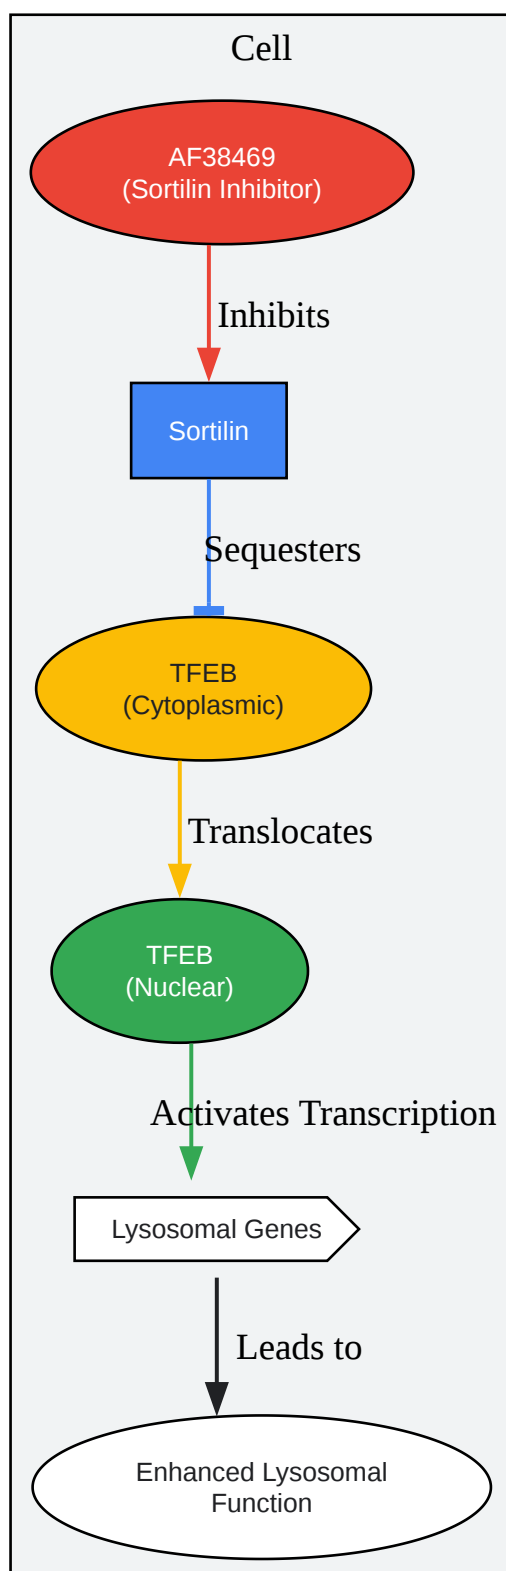 Cell
AF38469
(Sortilin Inhibitor)
Inhibits
Sortilin
Sequesters
TFEB
(Cytoplasmic)
Translocates
TFEB
(Nuclear)
Activates Transcription
Lysosomal Genes
Leads to
Enhanced Lysosomal
Function